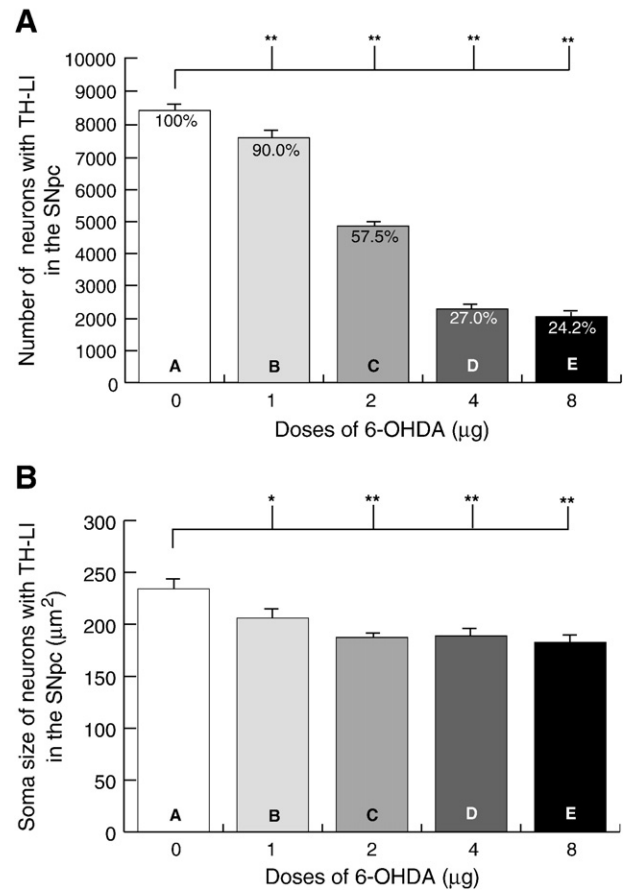 A
** ** ** **
Number of neurons with TH-LI
in the SNpc
10000
9000
8000
7000
6000
5000
4000
3000
2000
1000
0
100%
90.0%
57.5%
27.0%
24.2%
A B C D E
0 1 2 4 8
Doses of 6-OHDA (μg)
B
* ** ** **
Soma size of neurons with TH-LI
in the SNpc (μm²)
300
250
200
150
100
50
0
A B C D E
0 1 2 4 8
Doses of 6-OHDA (μg)